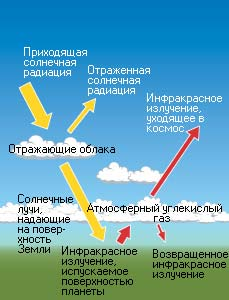 Приходящая
солнечная
радиация
Отраженная
солнечная
радиация
Инфракрасное
излучение,
уходящее в
космос
Отражающие облака
Солнечные
лучи,
падающие
на повер-
хность
Земли
Атмосферный углекислый
газ
Инфракрасное
излучение,
испускаемое
поверхностью
планеты
Возвращенное
инфракрасное
излучение